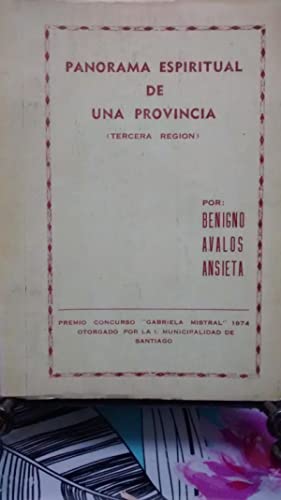 PANORAMA ESPIRITUAL
DE
UNA PROVINCIA
(TERCERA REGION)
POR:
BENIGNO
AVALOS
ANSIETA
PREMIO CONCURSO "GABRIELA MISTRAL" 1974
OTORGADO POR LA I. MUNICIPALIDAD DE
SANTIAGO